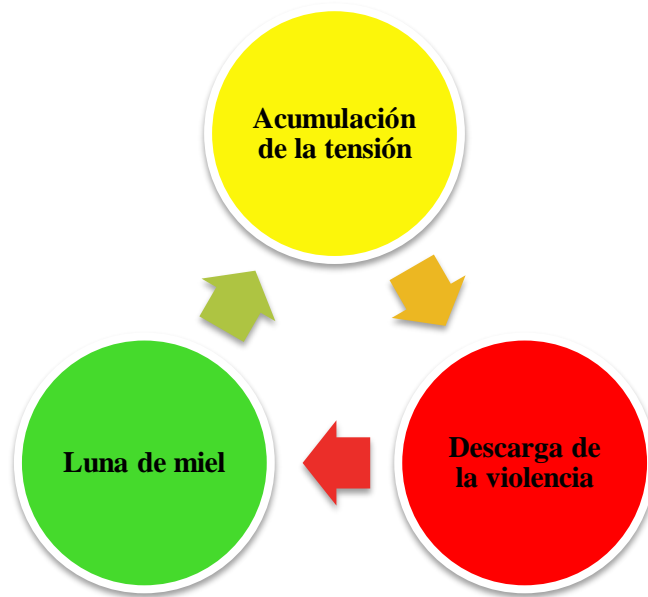 Acumulación
de la tensión
Luna de miel
Descarga de
la violencia